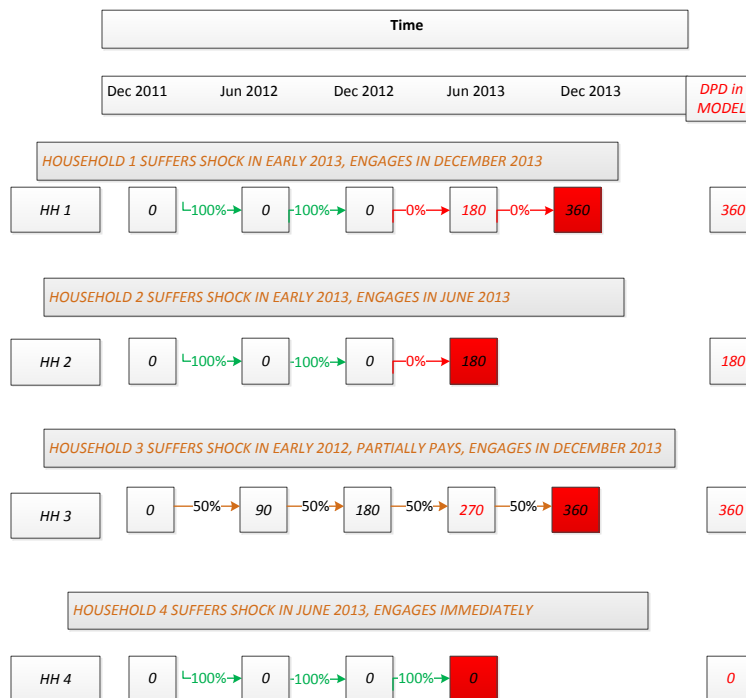 Time
Dec 2011 Jun 2012 Dec 2012 Jun 2013 Dec 2013 DPD in
MODEL
HOUSEHOLD 1 SUFFERS SHOCK IN EARLY 2013, ENGAGES IN DECEMBER 2013
HH 1 0 100% 0 100% 0 0% 180 0% 360 360
HOUSEHOLD 2 SUFFERS SHOCK IN EARLY 2013, ENGAGES IN JUNE 2013
HH 2 0 100% 0 100% 0 0% 180 180
HOUSEHOLD 3 SUFFERS SHOCK IN EARLY 2012, PARTIALLY PAYS, ENGAGES IN DECEMBER 2013
HH 3 0 50% 90 50% 180 50% 270 50% 360 360
HOUSEHOLD 4 SUFFERS SHOCK IN JUNE 2013, ENGAGES IMMEDIATELY
HH 4 0 100% 0 100% 0 100% 0 0